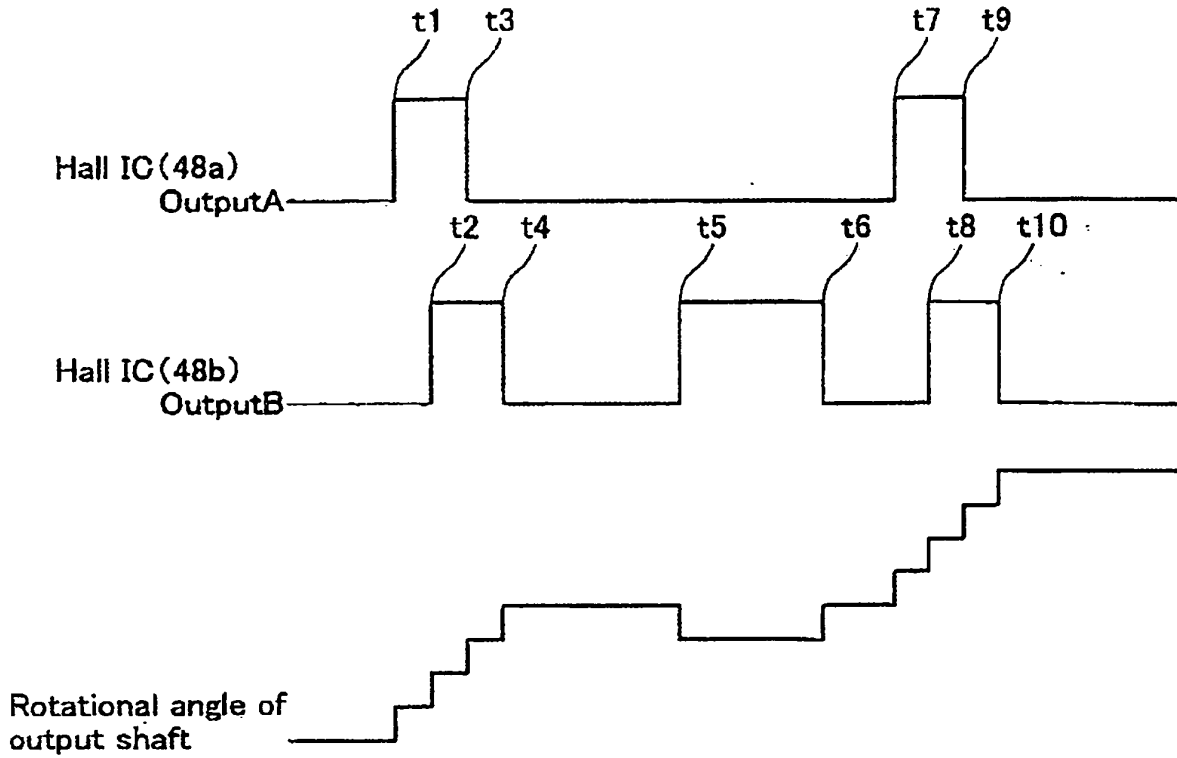 t1 t3 t7 t9
Hall IC(48a)
OutputA
t2 t4 t5 t6 t8 t10
Hall IC(48b)
OutputB
Rotational angle of
output shaft